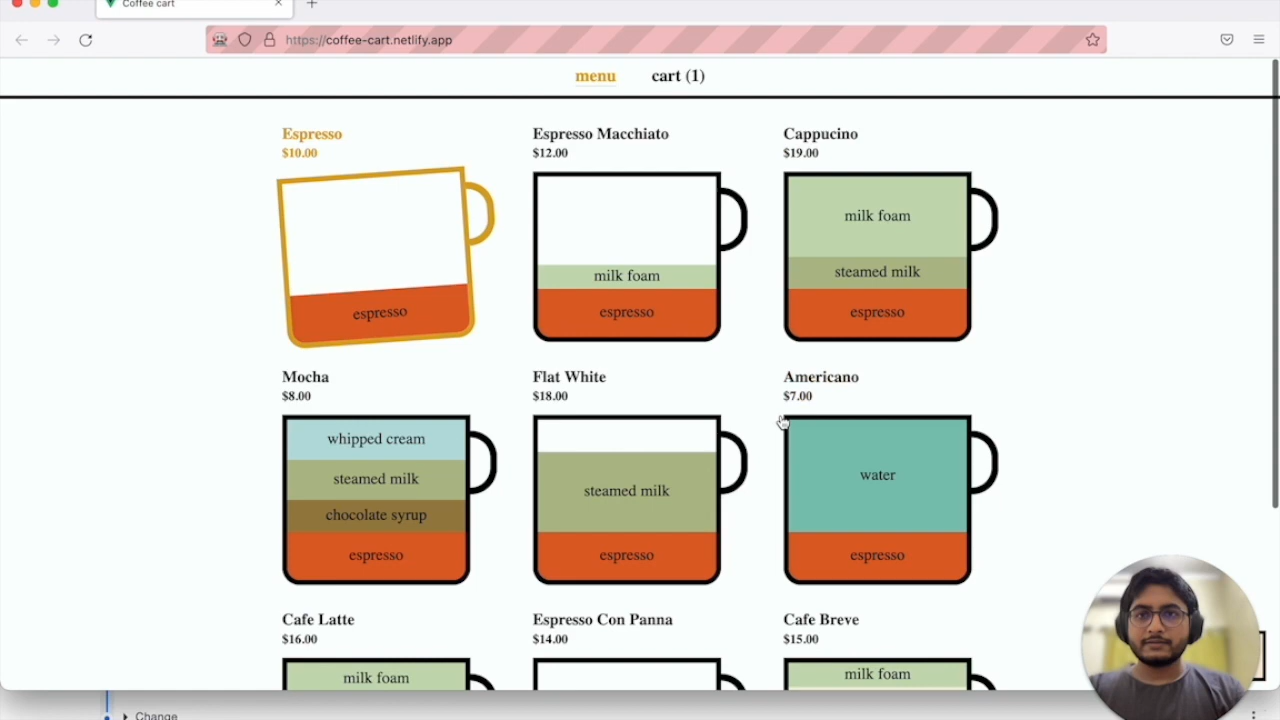 Coffee cart
https://coffee-cart.netlify.app
menu cart (1)
Espresso Espresso Macchiato Cappucino
$10.00 $12.00 $19.00
milk foam
milk foam steamed milk
espresso espresso espresso
Mocha Flat White Americano
$8.00 $18.00 $7.00
whipped cream
steamed milk steamed milk water
chocolate syrup
espresso espresso espresso
Cafe Latte Espresso Con Panna Cafe Breve
$16.00 $14.00 $15.00
milk foam milk foam
Change